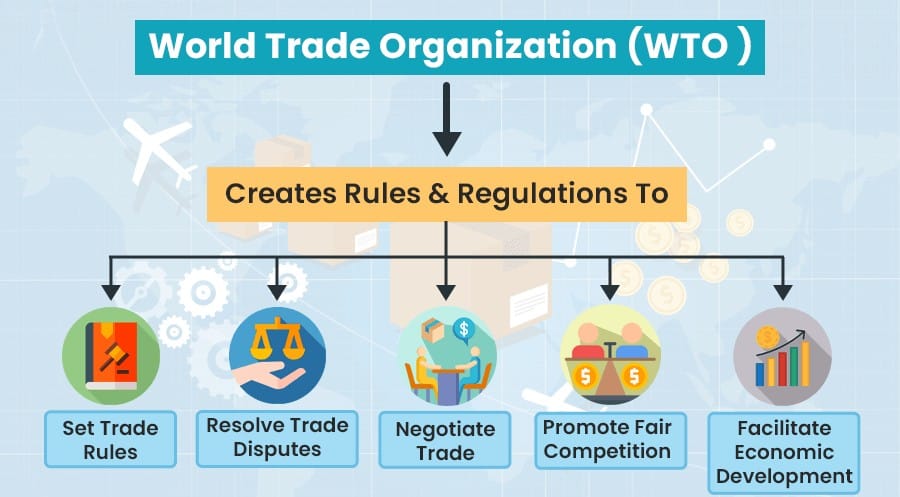 World Trade Organization (WTO )
Creates Rules & Regulations To
Set Trade
Rules
Resolve Trade
Disputes
Negotiate
Trade
Promote Fair
Competition
Facilitate
Economic
Development